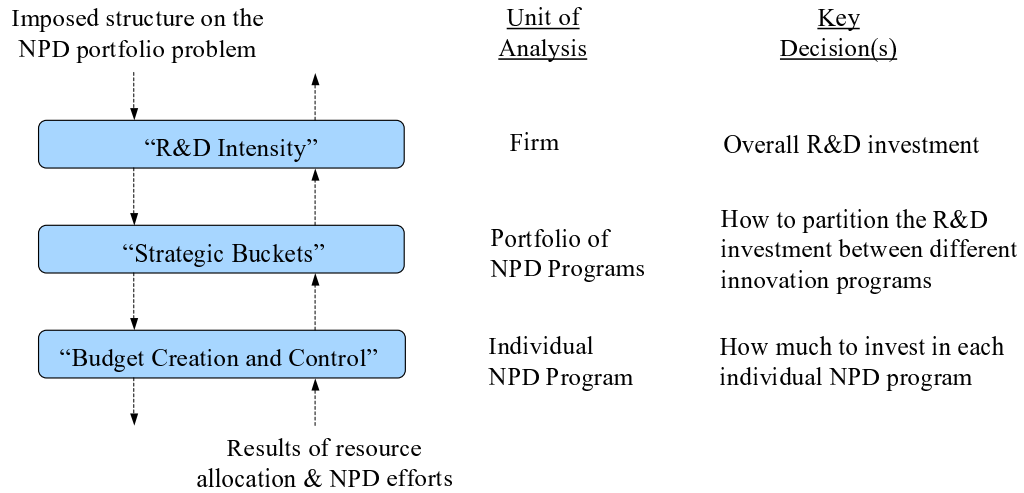 Imposed structure on the
NPD portfolio problem
Unit of
Analysis
Key
Decision(s)
“R&D Intensity”
Firm
Overall R&D investment
“Strategic Buckets”
Portfolio of
NPD Programs
How to partition the R&D
investment between different
innovation programs
“Budget Creation and Control”
Individual
NPD Program
How much to invest in each
individual NPD program
Results of resource
allocation & NPD efforts